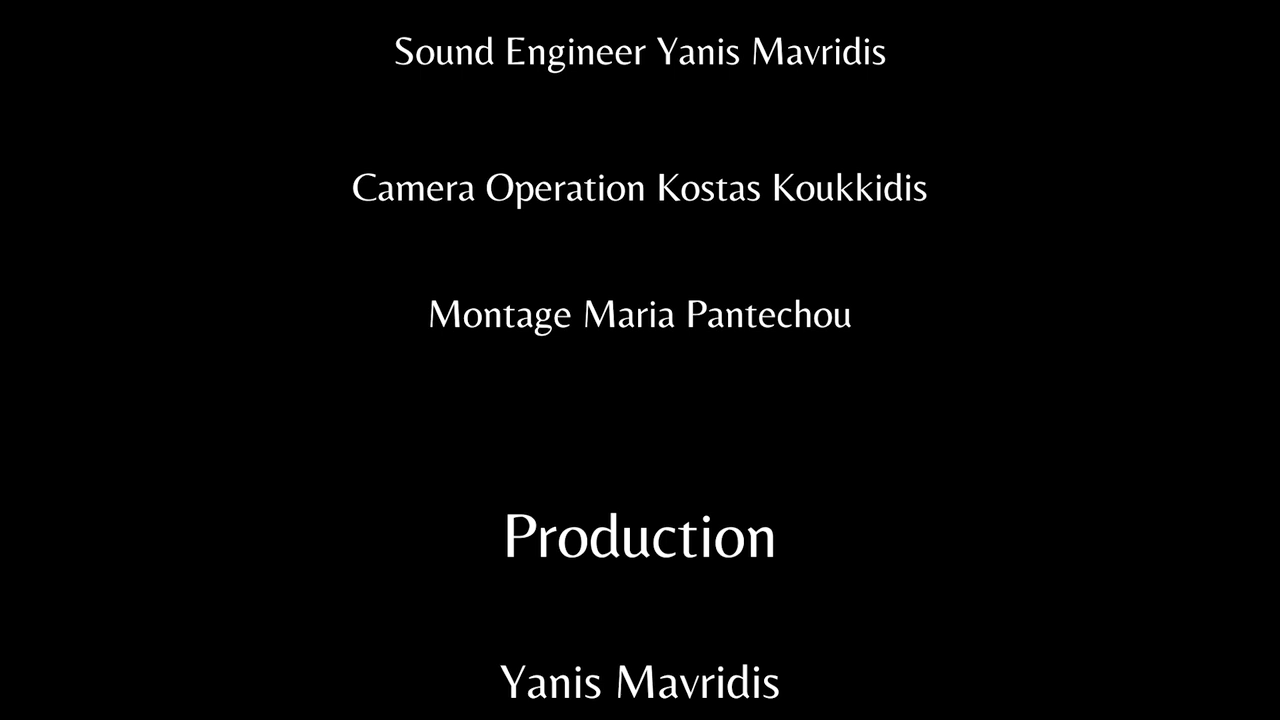 Sound Engineer Yanis Mavridis
Camera Operation Kostas Koukkidis
Montage Maria Pantechou
Production
Yanis Mavridis